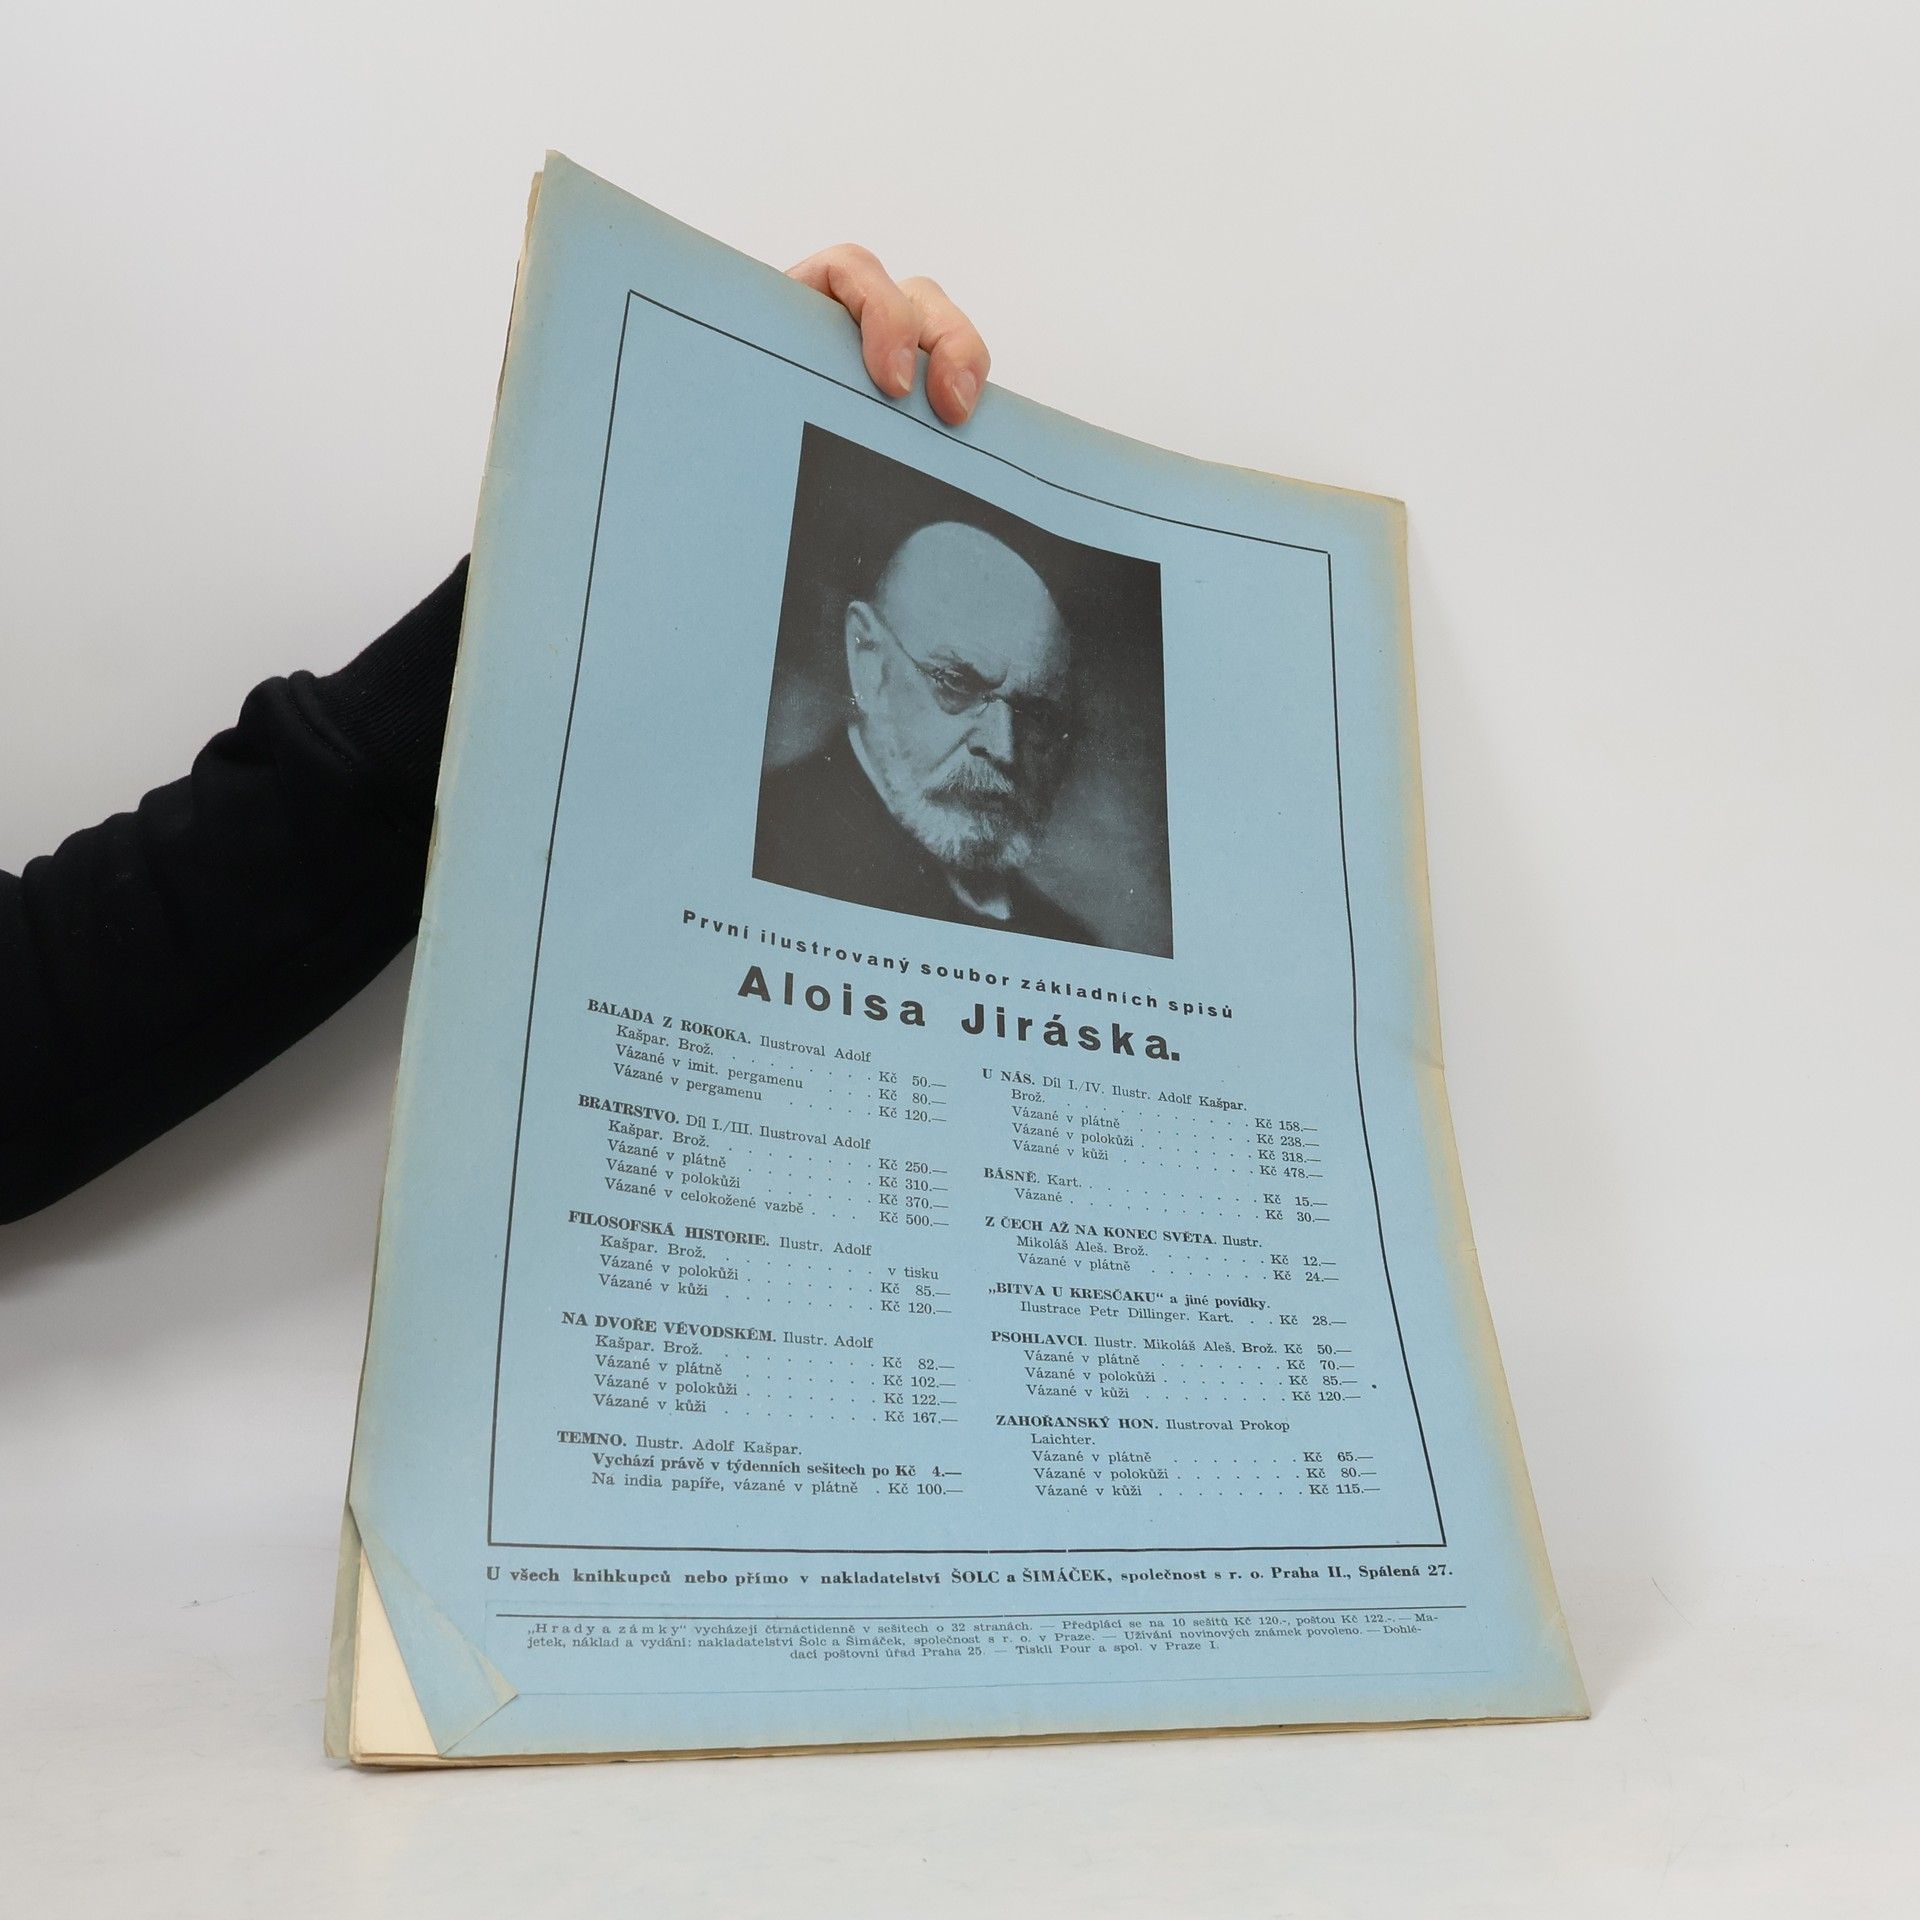 První ilustrovaný soubor základních spisů
Aloisa Jiráska.
BALADA Z ROKOKA. Ilustroval Adolf
Kašpar. Brož. . . . . . . . Kč 50.—
Vázané v imit. pergamenu . . . Kč 80.—
Vázané v pergamenu . . . . . Kč 120.—
BRATRSTVO. Díl I./III. Ilustroval Adolf
Kašpar. Brož. . . . . . . . . Kč 250.—
Vázané v plátně . . . . . . . Kč 310.—
Vázané v polokůži . . . . . . Kč 370.—
Vázané v celokožené vazbě . . . Kč 500.—
FILOSOFSKÁ HISTORIE. Ilustr. Adolf
Kašpar. Brož. . . . . . . . . v tisku
Vázané v polokůži . . . . . . . Kč 85.—
Vázané v kůži . . . . . . . . Kč 120.—
NA DVOŘE VÉVODSKÉM. Ilustr. Adolf
Kašpar. Brož. . . . . . . . . Kč 82.—
Vázané v plátně . . . . . . . Kč 102.—
Vázané v polokůži . . . . . . . Kč 122.—
Vázané v kůži . . . . . . . . Kč 167.—
TEMNO. Ilustr. Adolf Kašpar.
Vychází právě v týdenních sešitech po Kč 4.—
Na india papíře, vázané v plátně . Kč 100.—
U NÁS. Díl I./IV. Ilustr. Adolf Kašpar.
Brož. . . . . . . . . . . Kč 158.—
Vázané v plátně . . . . . . . Kč 238.—
Vázané v polokůži . . . . . . . Kč 318.—
Vázané v kůži . . . . . . . . Kč 478.—
BÁSNĚ. Kart. . . . . . . . . . . Kč 15.—
Vázané . . . . . . . . . . . Kč 30.—
Z ČECH AŽ NA KONEC SVĚTA. Ilustr.
Mikoláš Aleš. Brož. . . . . . . Kč 12.—
Vázané v plátně . . . . . . . Kč 24.—
„BITVA U KRESČAKU“ a jiné povídky.
Ilustrace Petr Dillinger. Kart. . . Kč 28.—
PSOHLAVCI. Ilustr. Mikoláš Aleš. Brož. Kč 50.—
Vázané v plátně . . . . . . . Kč 70.—
Vázané v polokůži . . . . . . . Kč 85.—
Vázané v kůži . . . . . . . . Kč 120.—
ZAHOŘANSKÝ HON. Ilustroval Prokop
Laichter.
Vázané v plátně . . . . . . . Kč 65.—
Vázané v polokůži . . . . . . . Kč 80.—
Vázané v kůži . . . . . . . . Kč 115.—
U všech knihkupců nebo přímo v nakladatelství ŠOLC a ŠIMÁČEK, společnost s r. o. Praha II., Spálená 27.
„Hrady a zámky“ vycházejí čtrnáctidenně v sešitech o 32 stranách. — Předplácí se na 10 sešitů Kč 120.-, poštou Kč 122.-. — Ma-
jetek, náklad a vydání: nakladatelství Šolc a Šimáček, společnost s r. o. v Praze. — Užívání novinových známek povoleno. — Dohlé-
dací poštovní úřad Praha 25. — Tiskli Pour a spol. v Praze I.